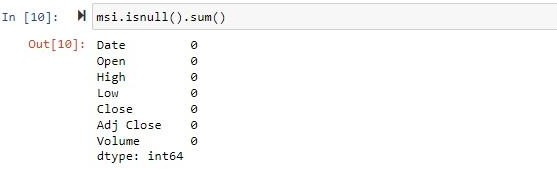 In [10]: msi.isnull().sum()
Out[10]: Date 0
Open 0
High 0
Low 0
Close 0
Adj Close 0
Volume 0
dtype: int64